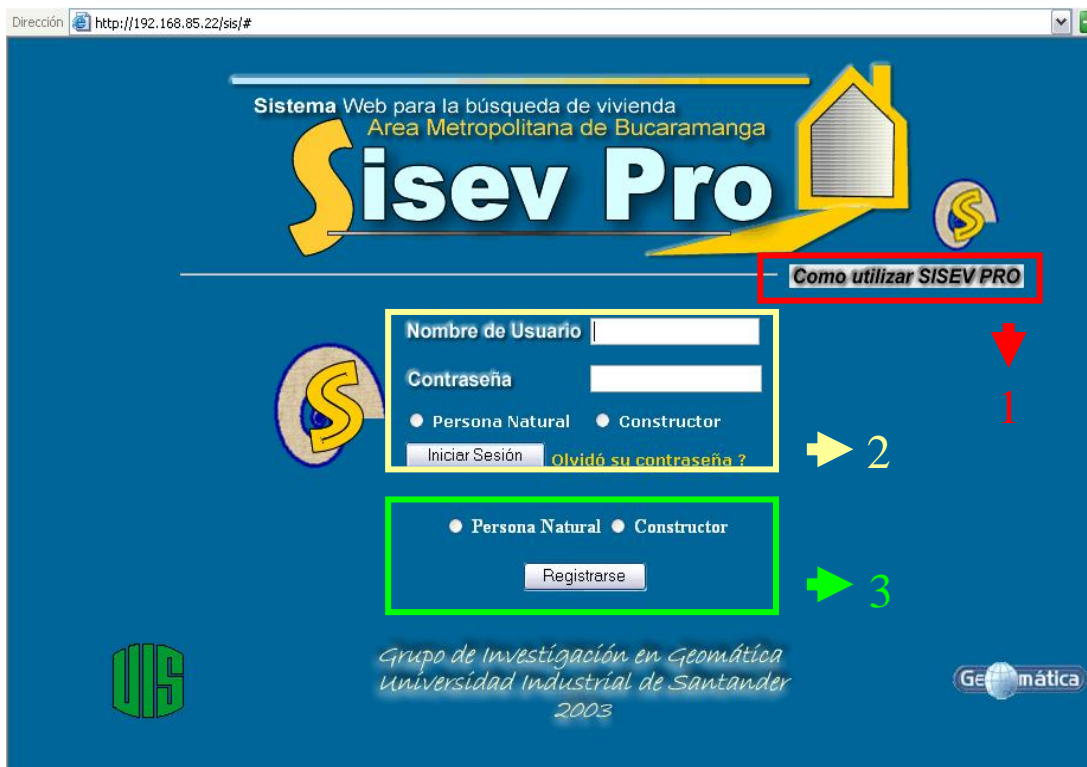 Dirección http://192.168.85.22/sis/#
Sistema Web para la búsqueda de vivienda
Area Metropolitana de Bucaramanga
Sisev Pro
S
Como utilizar SISEV PRO
1
Nombre de Usuario
S
Contraseña
Persona Natural Constructor
Iniciar Sesión Olvidó su contraseña ?
2
Persona Natural Constructor
Registrarse
3
UIS
Grupo de Investigación en Geomática
Universidad Industrial de Santander
2003
Geomática